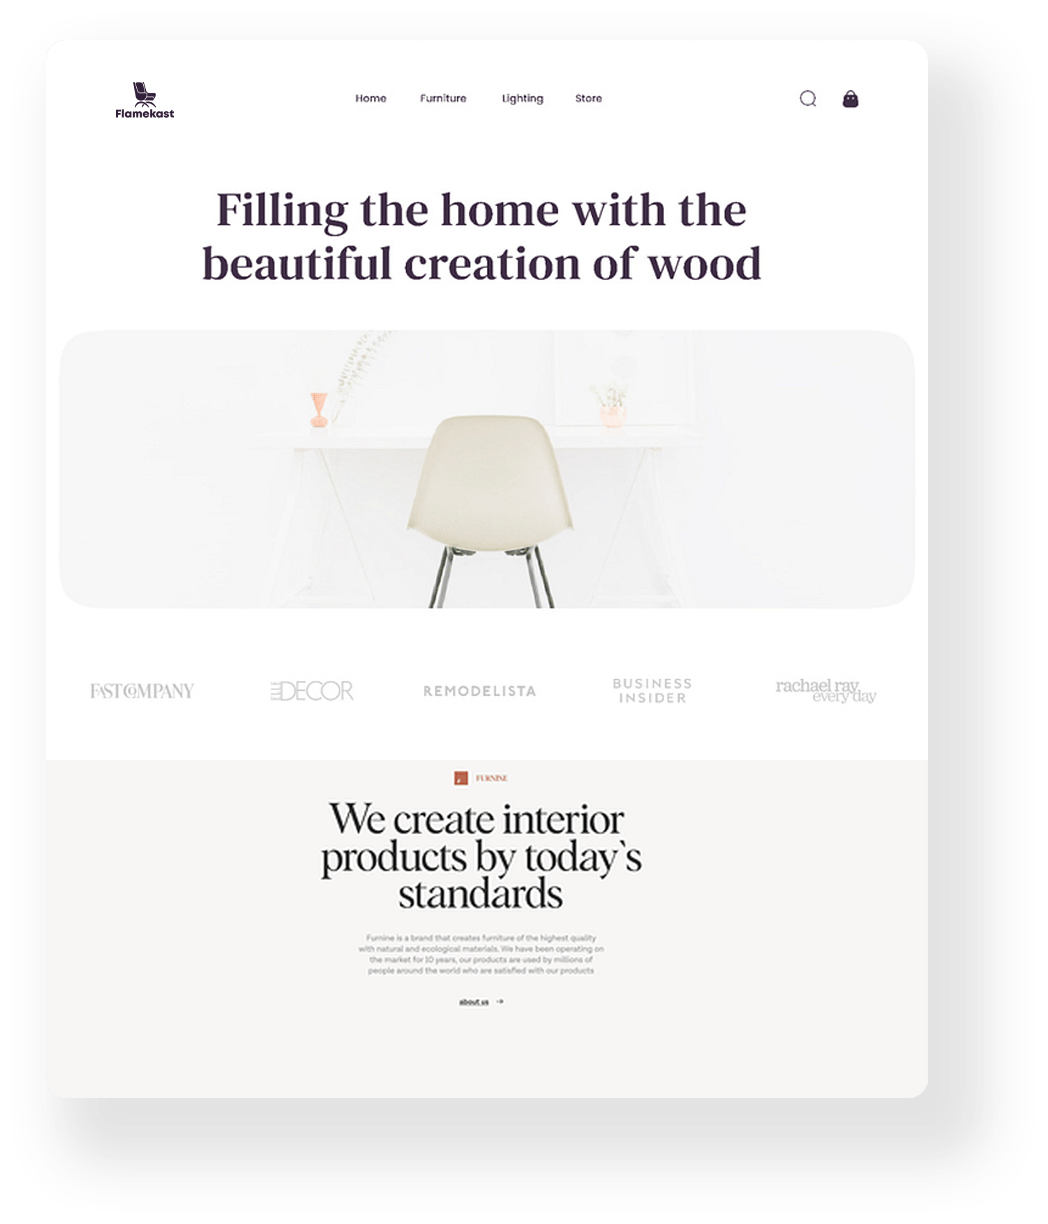 Flamekast
Home Furniture Lighting Store
Filling the home with the
beautiful creation of wood
FAST COMPANY
ELLE DECOR
REMODELISTA
BUSINESS
INSIDER
rachael ray
every day
FURNINE
We create interior
products by today`s
standards
Furnine is a brand that creates furniture of the highest quality
with natural and ecological materials. We have been operating on
the market for 10 years, our products are used by millions of
people around the world who are satisfied with our products
about us →